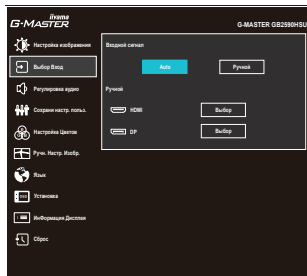 iiyama
G-MASTER
G-MASTER GB2590HSU
Настройка изображения
Выбор Вход
Регулировка аудио
Сохрани настр. польз.
Настройка Цветов
Ручн. Настр. Изобр.
Язык
Установка
Информация Дисплея
Сброс
Входной сигнал
Auto
Ручной
Ручной
HDMI
Выбор
DP
Выбор